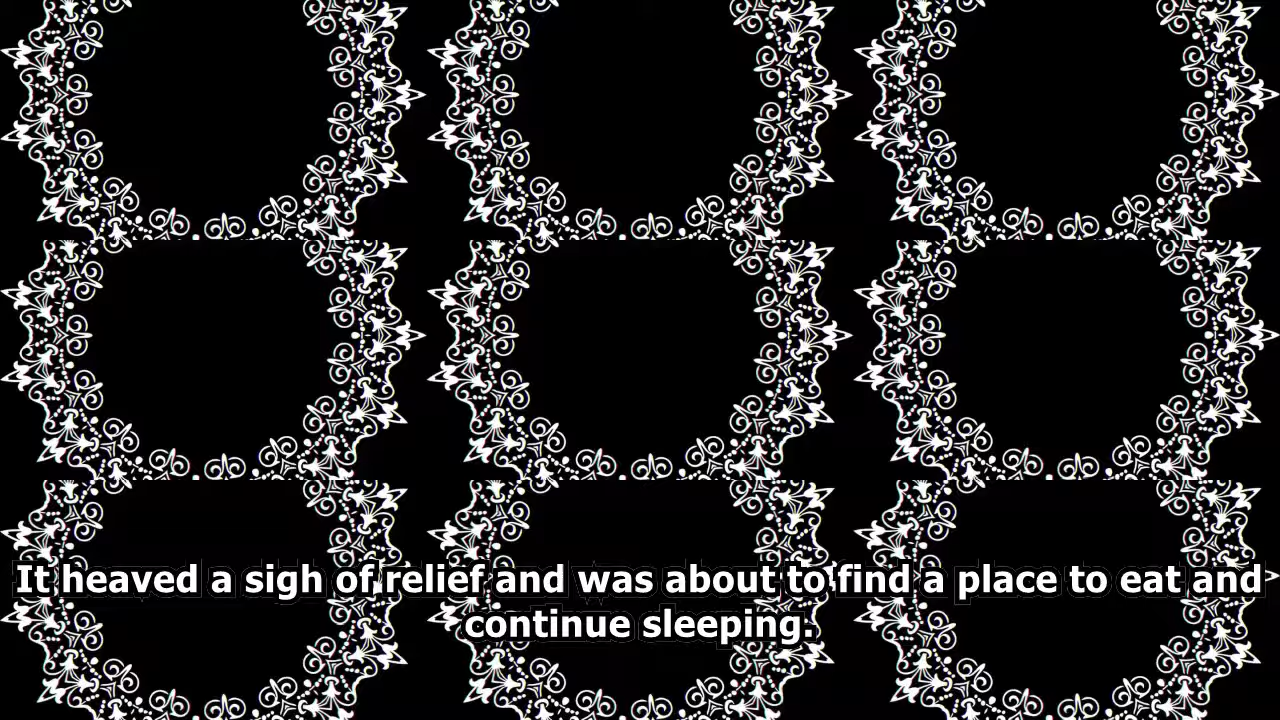 It heaved a sigh of relief and was about to find a place to eat and
continue sleeping.